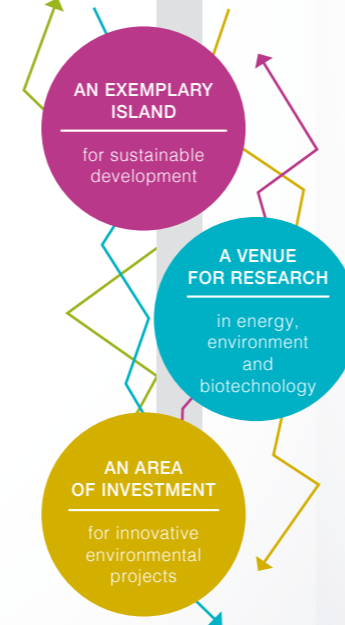 AN EXEMPLARY
ISLAND
for sustainable
development
A VENUE
FOR RESEARCH
in energy,
environment
and
biotechnology
AN AREA
OF INVESTMENT
for innovative
environmental
projects